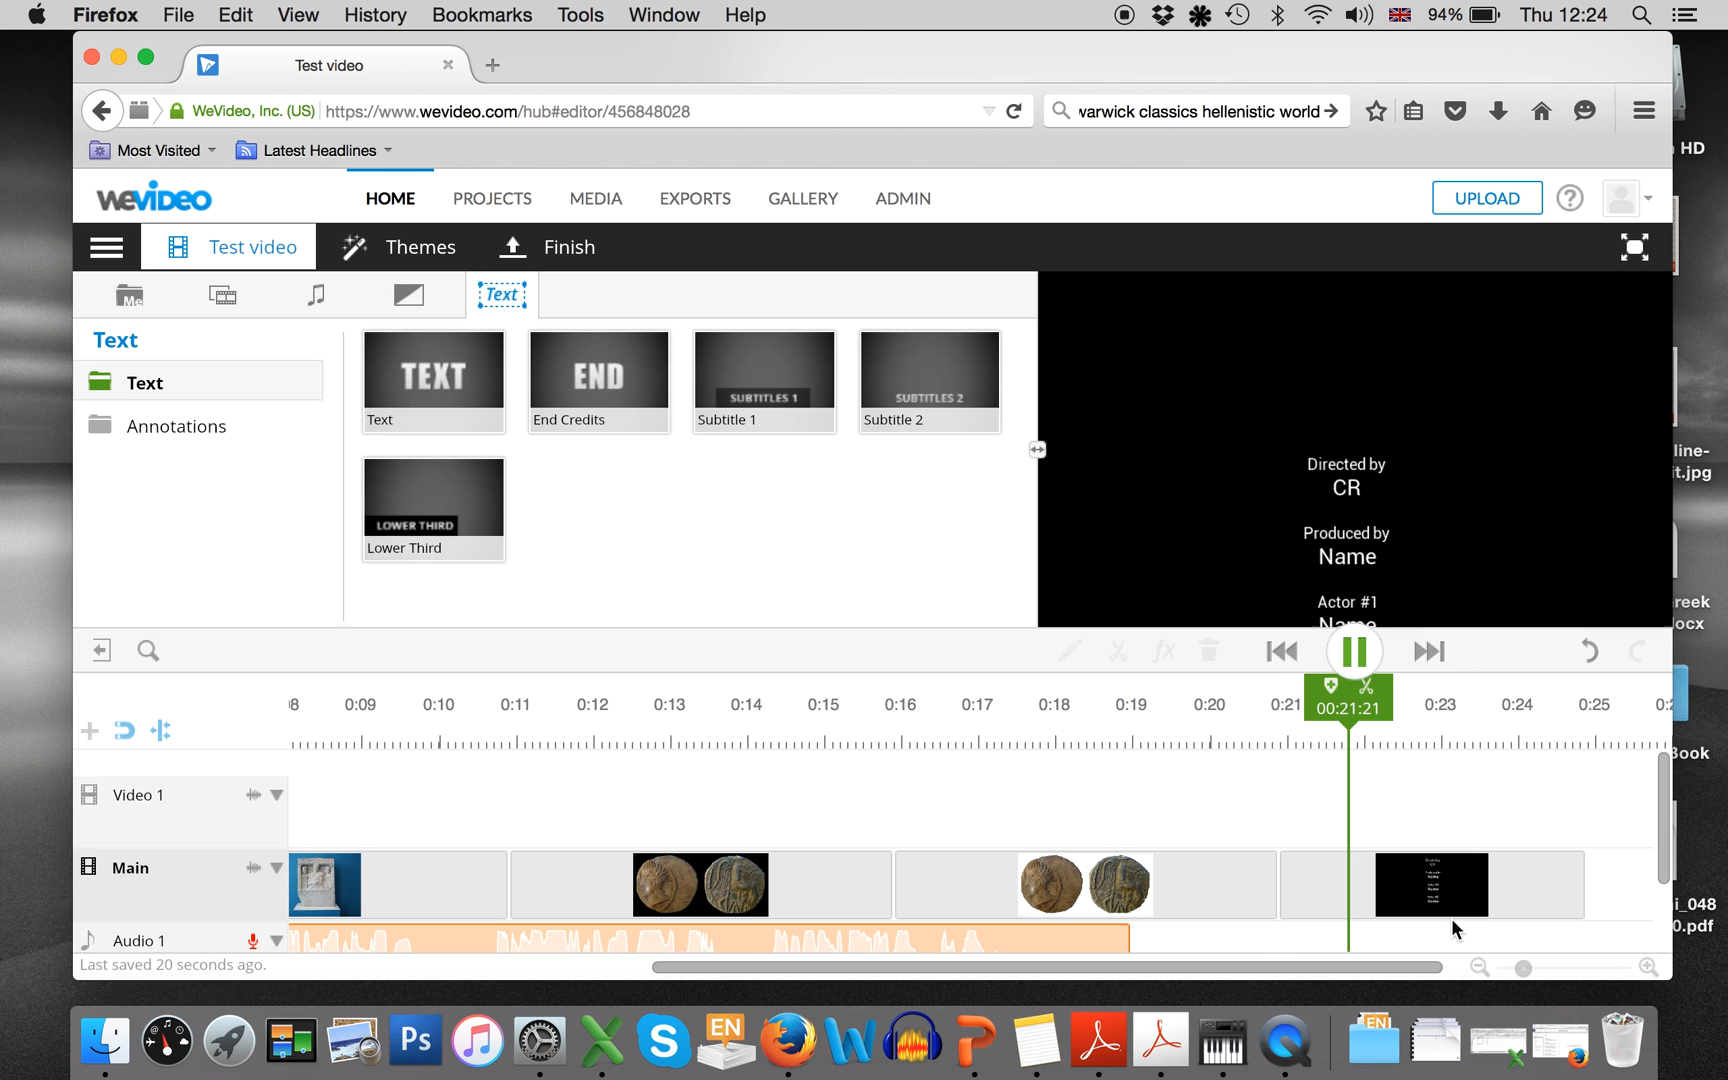 Firefox File Edit View History Bookmarks Tools Window Help 94% Thu 12:24
Test video
WeVideo, Inc. (US) https://www.wevideo.com/hub#editor/456848028 warwick classics hellenistic world
Most Visited Latest Headlines
HD
wevideo HOME PROJECTS MEDIA EXPORTS GALLERY ADMIN UPLOAD ?
Test video Themes Finish
Me Text
Text
Text
Annotations
TEXT END SUBTITLES 1 SUBTITLES 2
Text End Credits Subtitle 1 Subtitle 2
LOWER THIRD
Lower Third
Directed by
CR
Produced by
Name
Actor #1
Name
line-
it.jpg
reek
ocx
0:09 0:10 0:11 0:12 0:13 0:14 0:15 0:16 0:17 0:18 0:19 0:20 0:21 00:21:21 0:23 0:24 0:25
Book
Video 1
Main
Audio 1
i_048
0.pdf
Last saved 20 seconds ago.
Ps EN EN